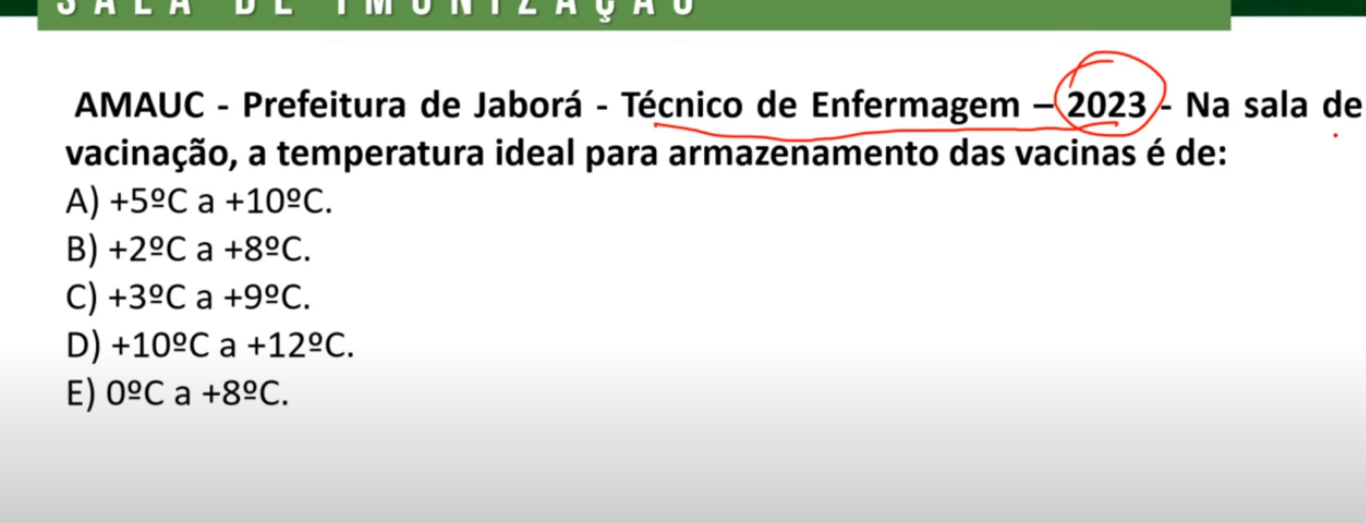 SALA DE IMUNIZAÇÃO
AMAUC - Prefeitura de Jaborá - Técnico de Enfermagem – 2023 - Na sala de
vacinação, a temperatura ideal para armazenamento das vacinas é de:
A) +5ºC a +10ºC.
B) +2ºC a +8ºC.
C) +3ºC a +9ºC.
D) +10ºC a +12ºC.
E) 0ºC a +8ºC.